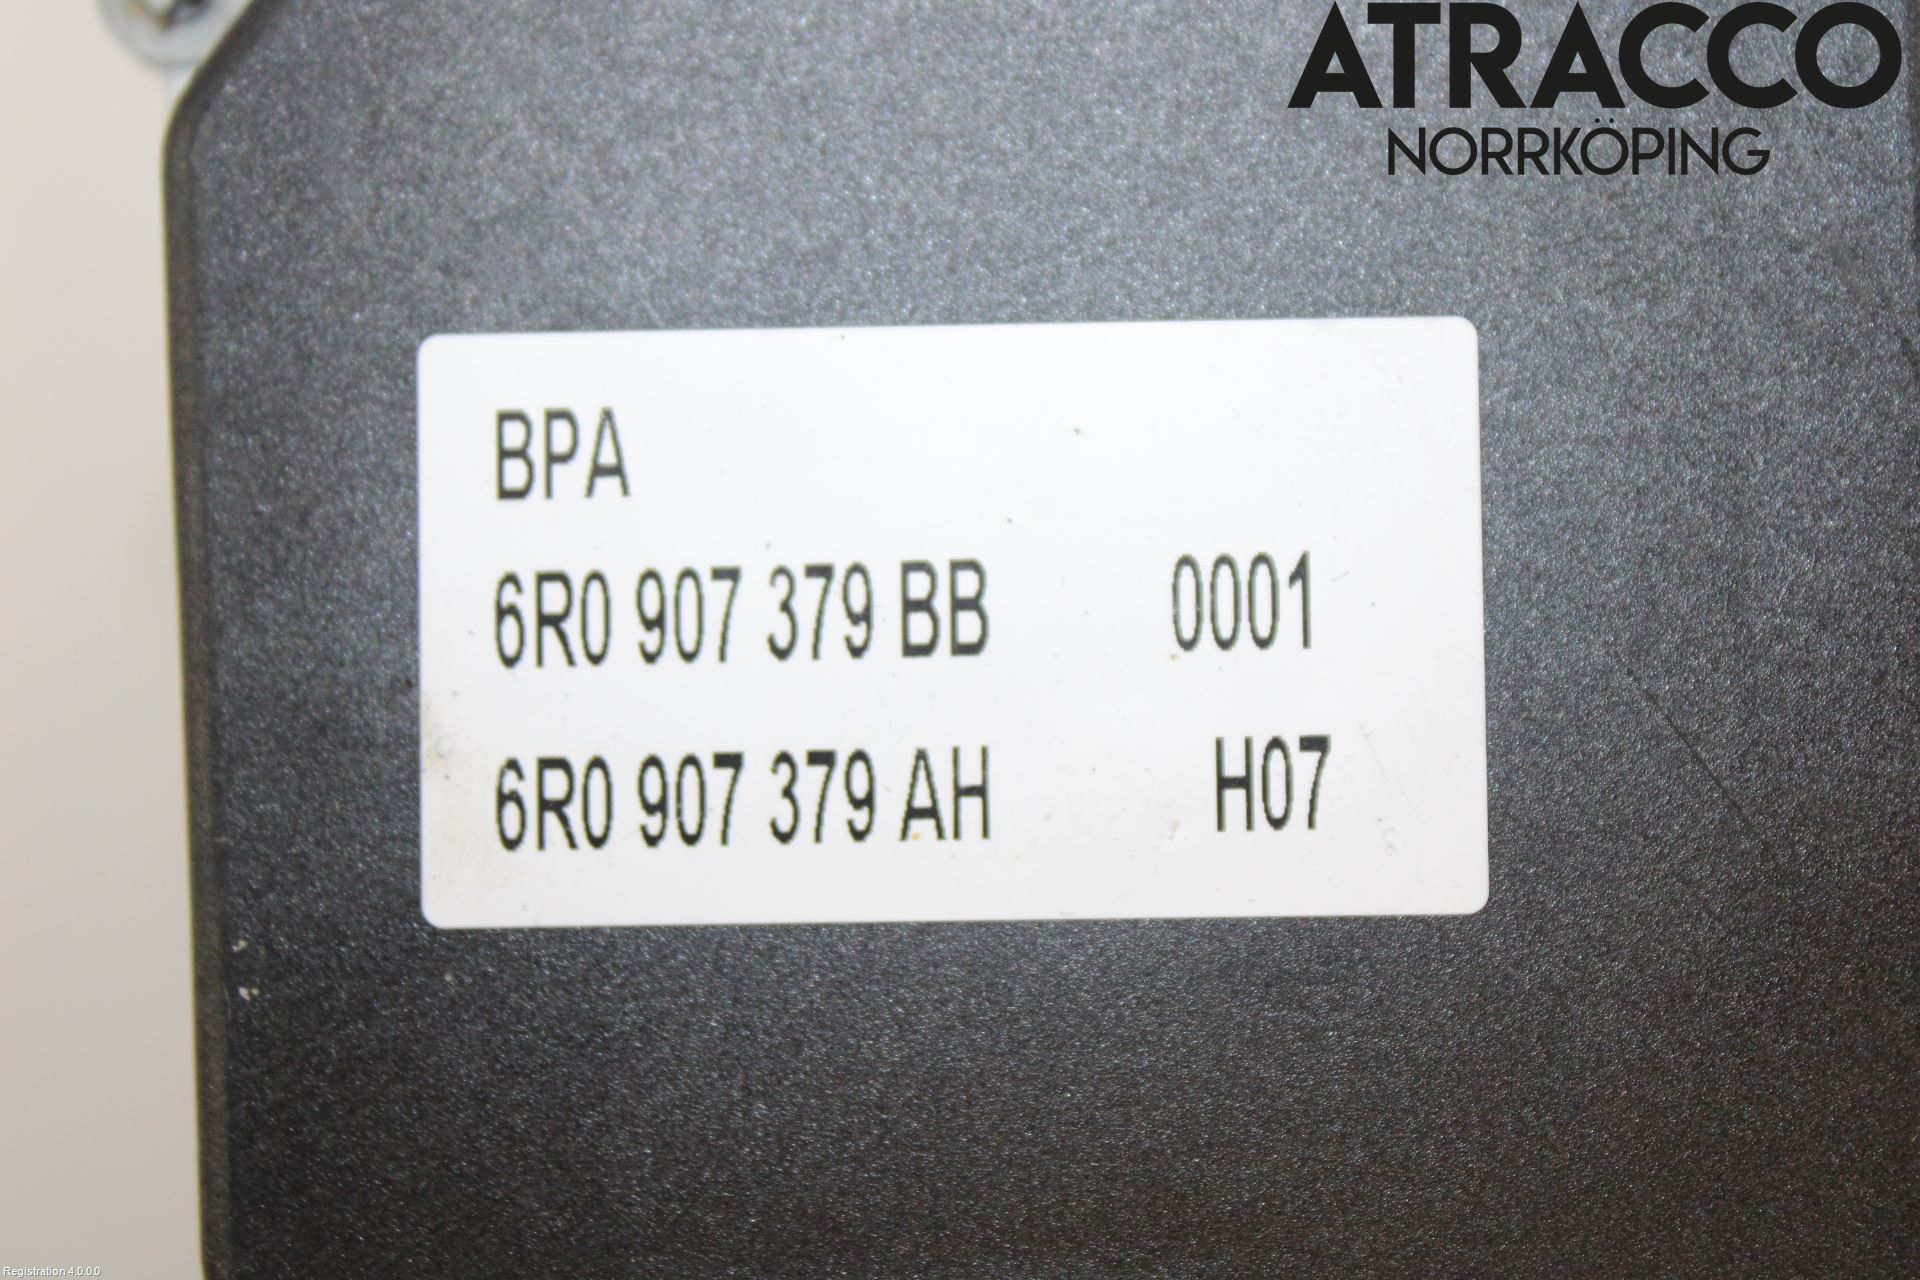 ATRACCO
NORRKÖPING
BPA
6R0 907 379 BB 0001
6R0 907 379 AH H07
Registration 4.0.0.0